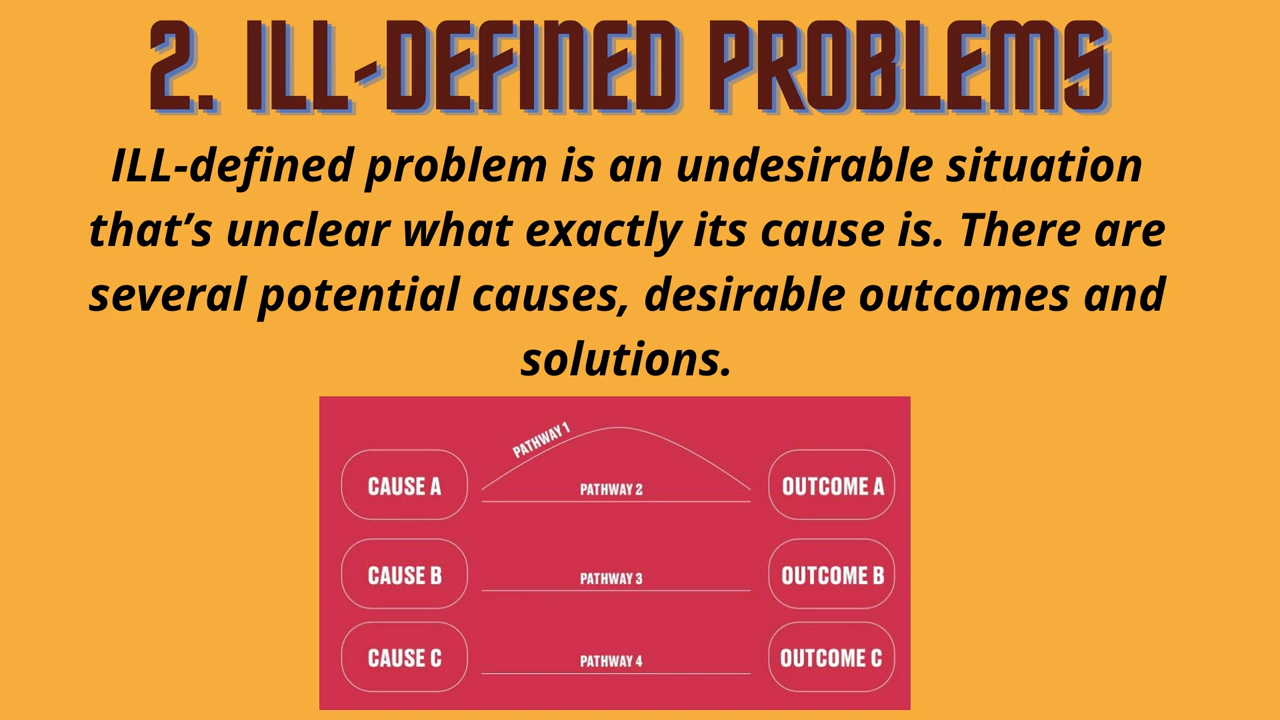 2. ILL-DEFINED PROBLEMS
ILL-defined problem is an undesirable situation
that’s unclear what exactly its cause is. There are
several potential causes, desirable outcomes and
solutions.
PATHWAY 1
CAUSE A
PATHWAY 2
OUTCOME A
CAUSE B
PATHWAY 3
OUTCOME B
CAUSE C
PATHWAY 4
OUTCOME C